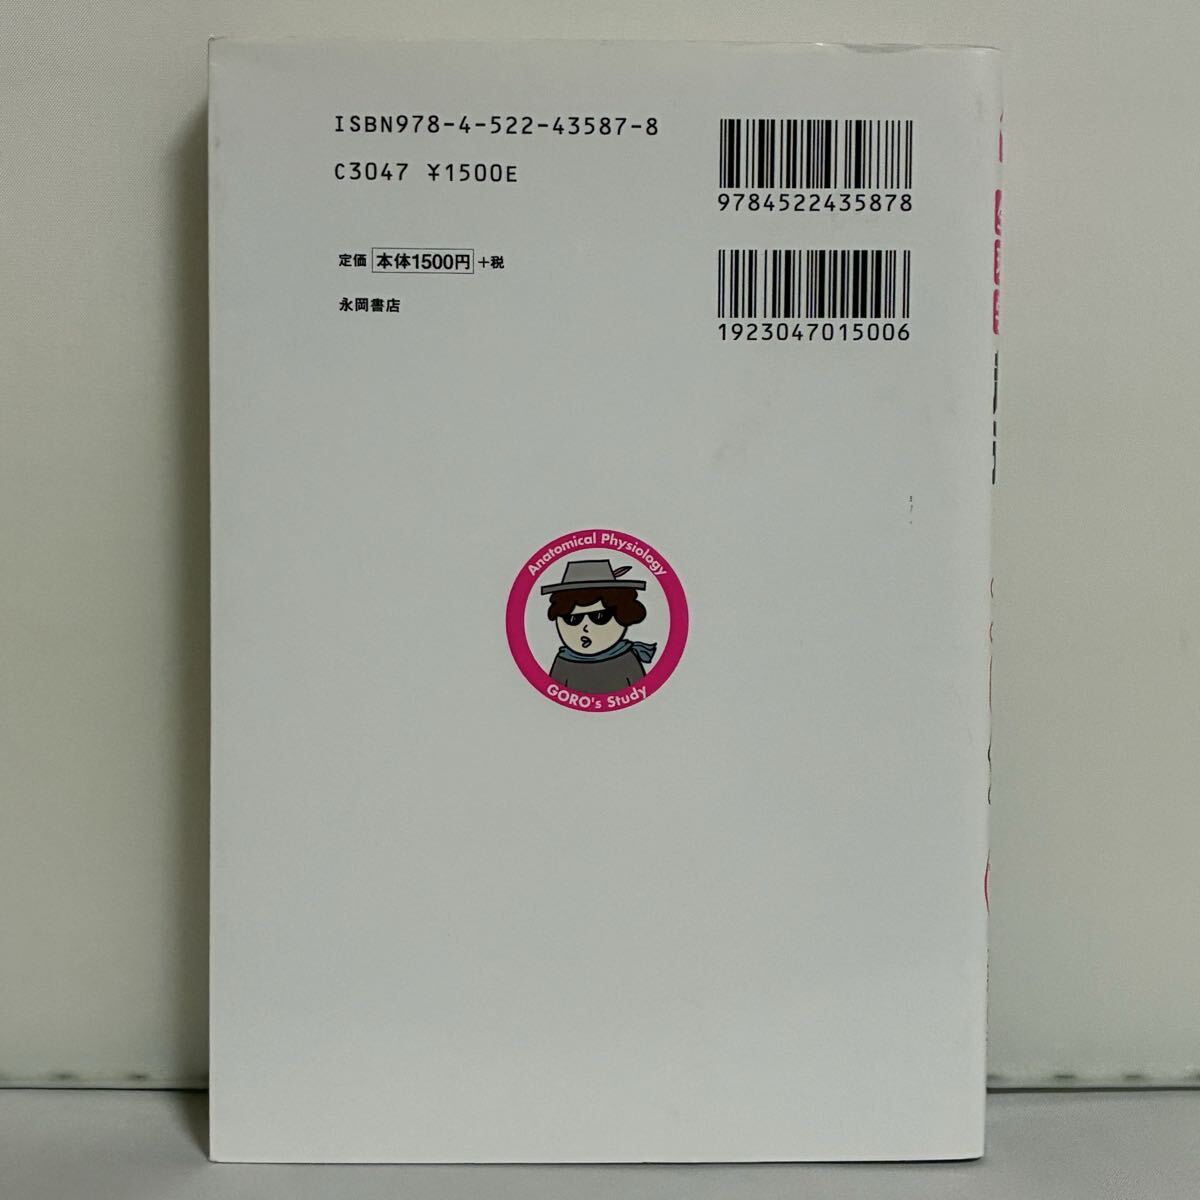 ISBN978-4-522-43587-8
C3047 ¥1500E
9784522435878
定価 本体1500円 +税
永岡書店
1923047015006
Anatomical Physiology
GORO's Study